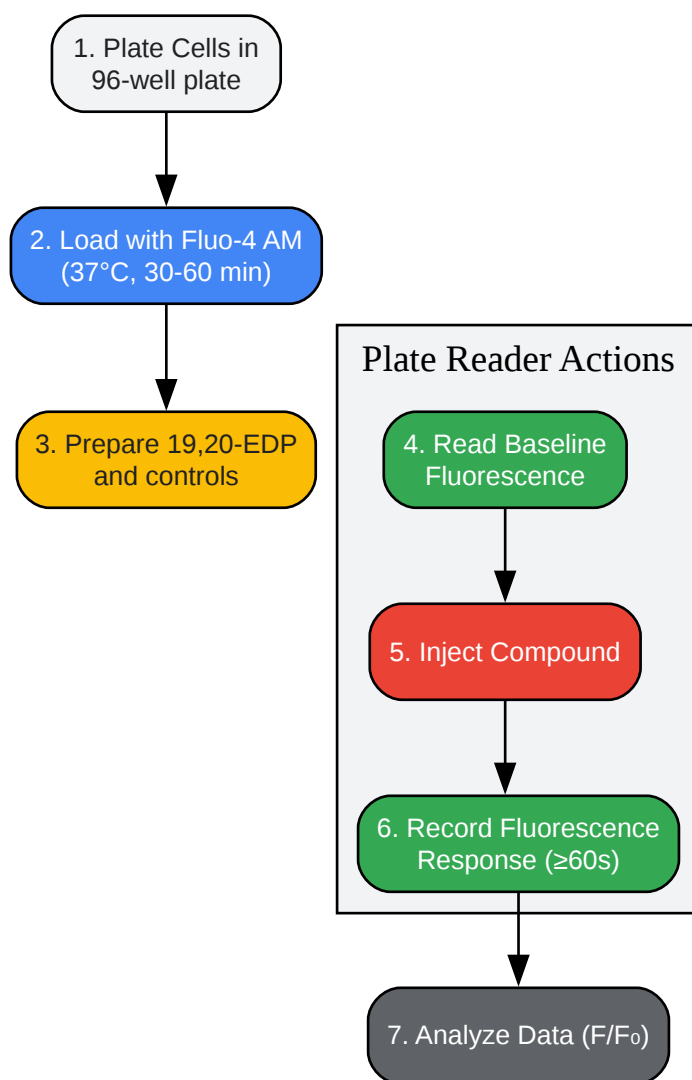 1. Plate Cells in
96-well plate
2. Load with Fluo-4 AM
(37°C, 30-60 min)
3. Prepare 19,20-EDP
and controls
Plate Reader Actions
4. Read Baseline
Fluorescence
5. Inject Compound
6. Record Fluorescence
Response (≥60s)
7. Analyze Data (F/F₀)